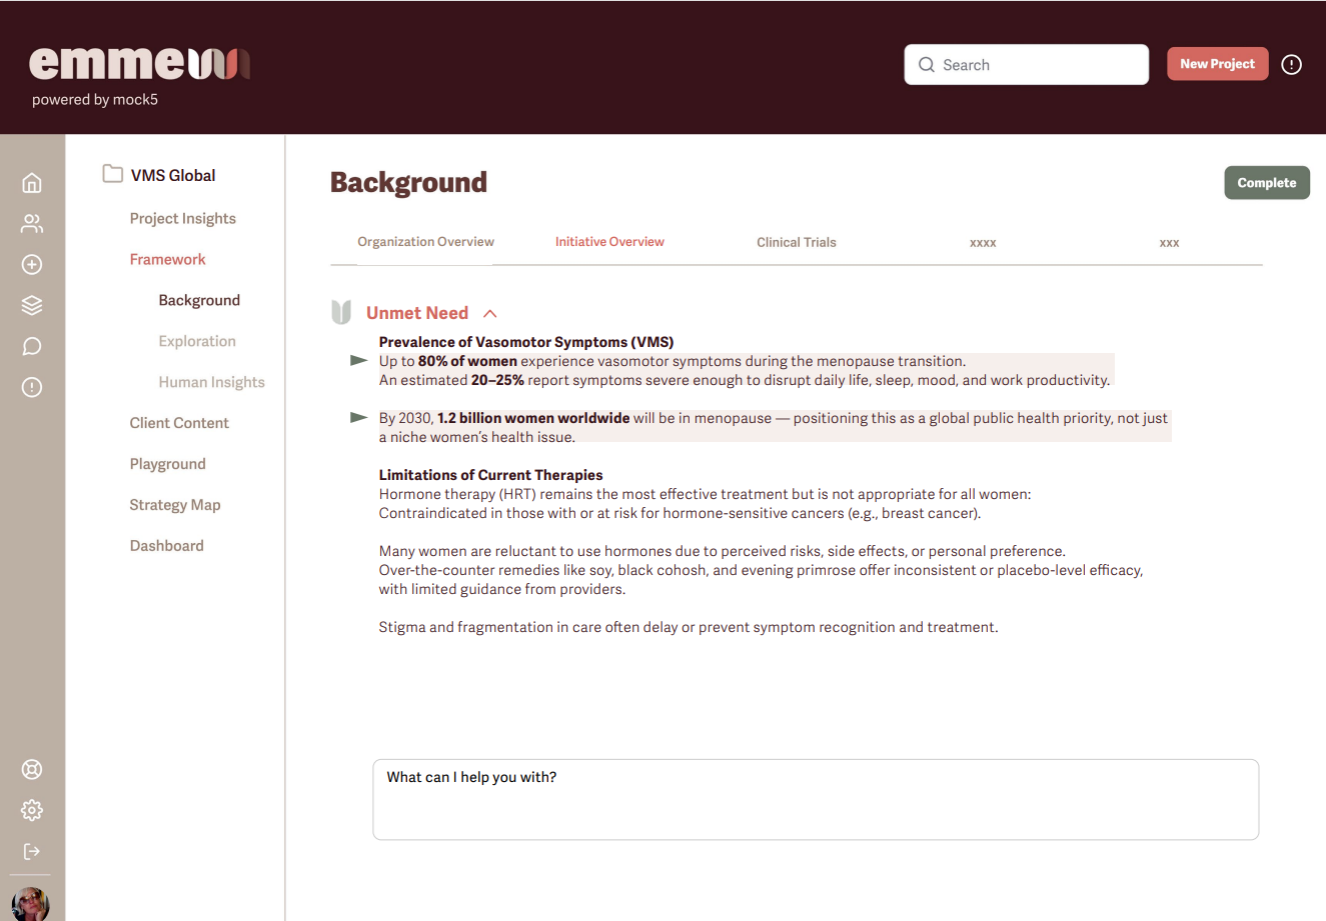 emme
powered by mock5
Search
New Project
VMS Global
Project Insights
Framework
Background
Exploration
Human Insights
Client Content
Playground
Strategy Map
Dashboard
Background
Complete
Organization Overview
Initiative Overview
Clinical Trials
xxxx
xxx
Unmet Need
Prevalence of Vasomotor Symptoms (VMS)
Up to 80% of women experience vasomotor symptoms during the menopause transition.
An estimated 20–25% report symptoms severe enough to disrupt daily life, sleep, mood, and work productivity.
By 2030, 1.2 billion women worldwide will be in menopause — positioning this as a global public health priority, not just
a niche women’s health issue.
Limitations of Current Therapies
Hormone therapy (HRT) remains the most effective treatment but is not appropriate for all women:
Contraindicated in those with or at risk for hormone-sensitive cancers (e.g., breast cancer).
Many women are reluctant to use hormones due to perceived risks, side effects, or personal preference.
Over-the-counter remedies like soy, black cohosh, and evening primrose offer inconsistent or placebo-level efficacy,
with limited guidance from providers.
Stigma and fragmentation in care often delay or prevent symptom recognition and treatment.
What can I help you with?